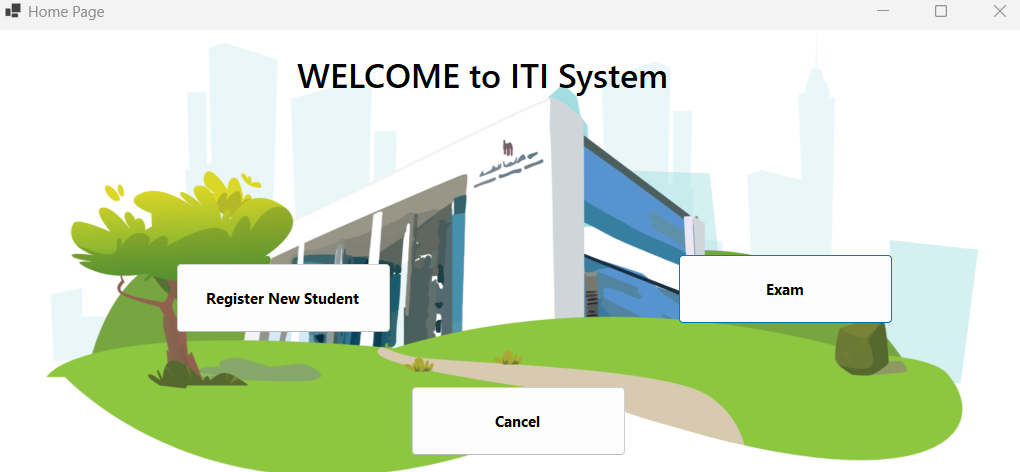 Home Page
WELCOME to ITI System
Register New Student
Exam
Cancel